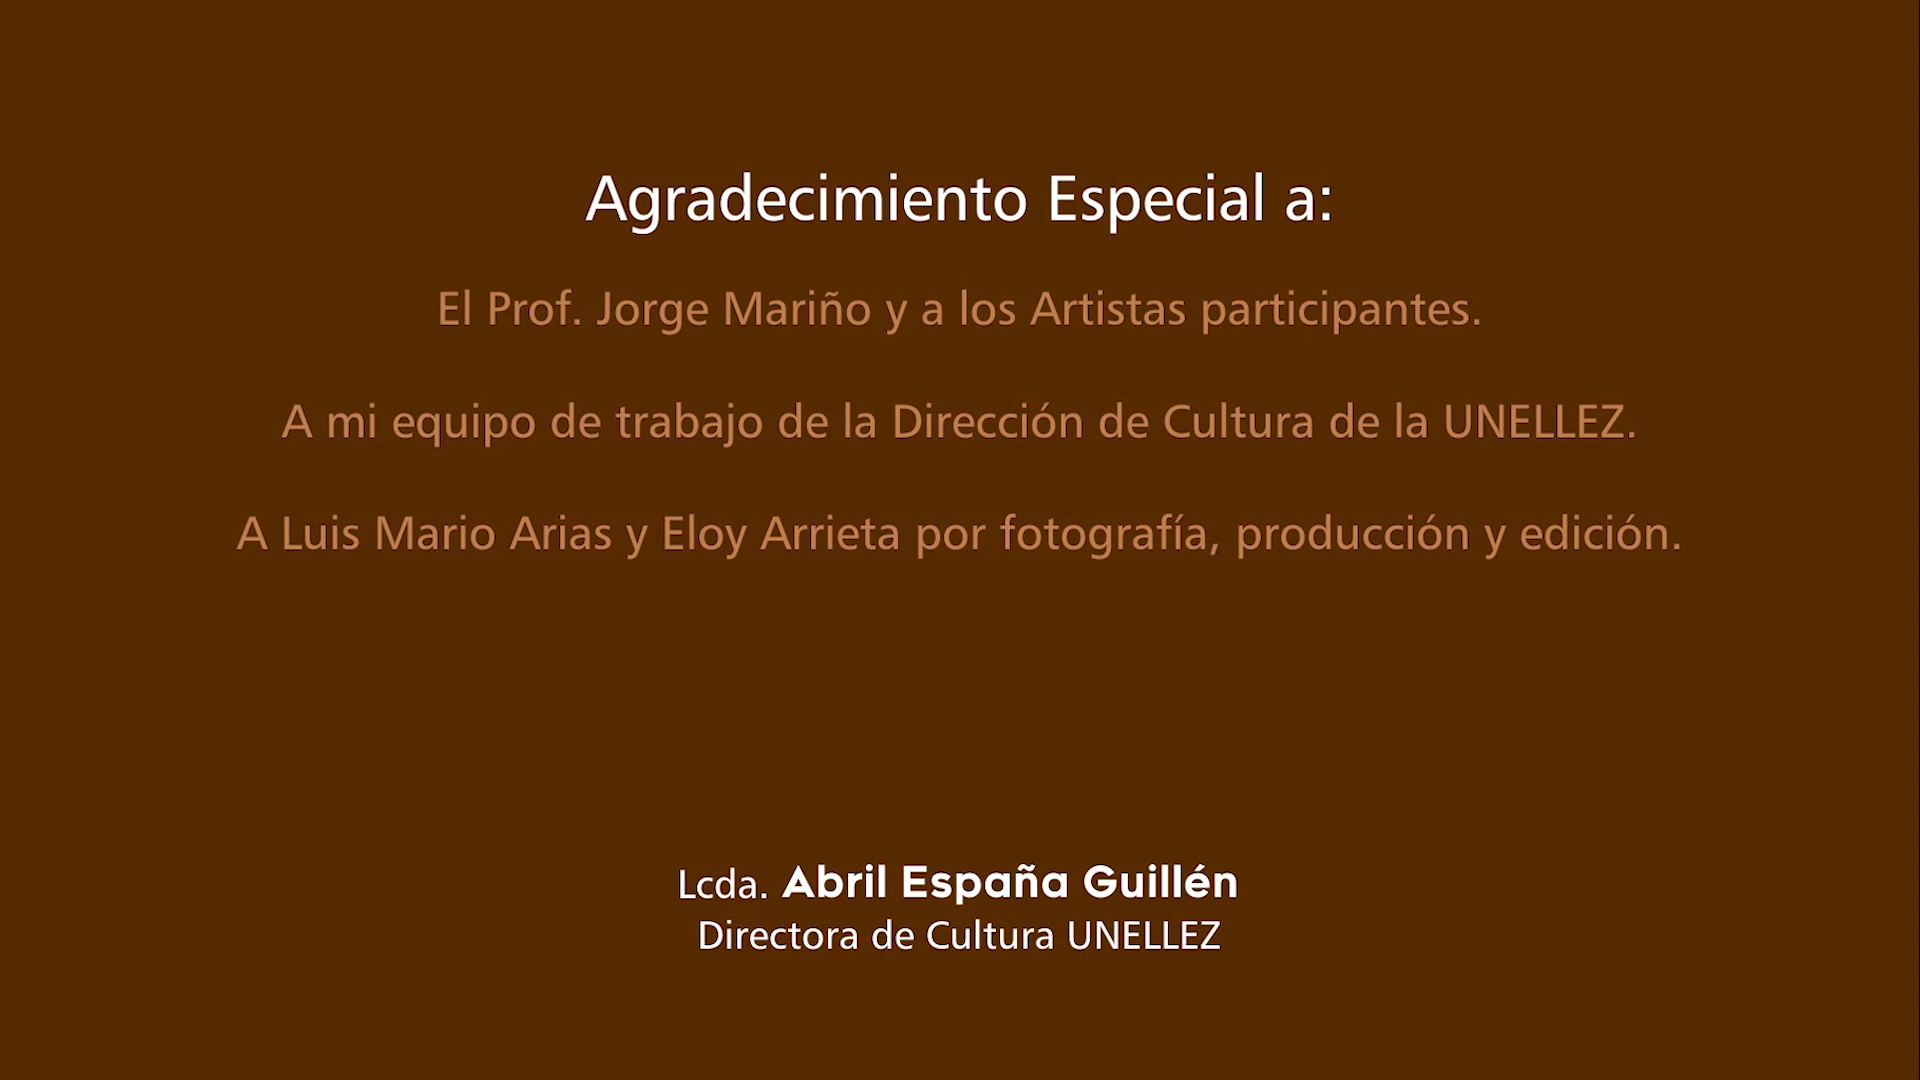 Agradecimiento Especial a:
El Prof. Jorge Mariño y a los Artistas participantes.
A mi equipo de trabajo de la Dirección de Cultura de la UNELLEZ.
A Luis Mario Arias y Eloy Arrieta por fotografía, producción y edición.
Lcda. Abril España Guillén
Directora de Cultura UNELLEZ